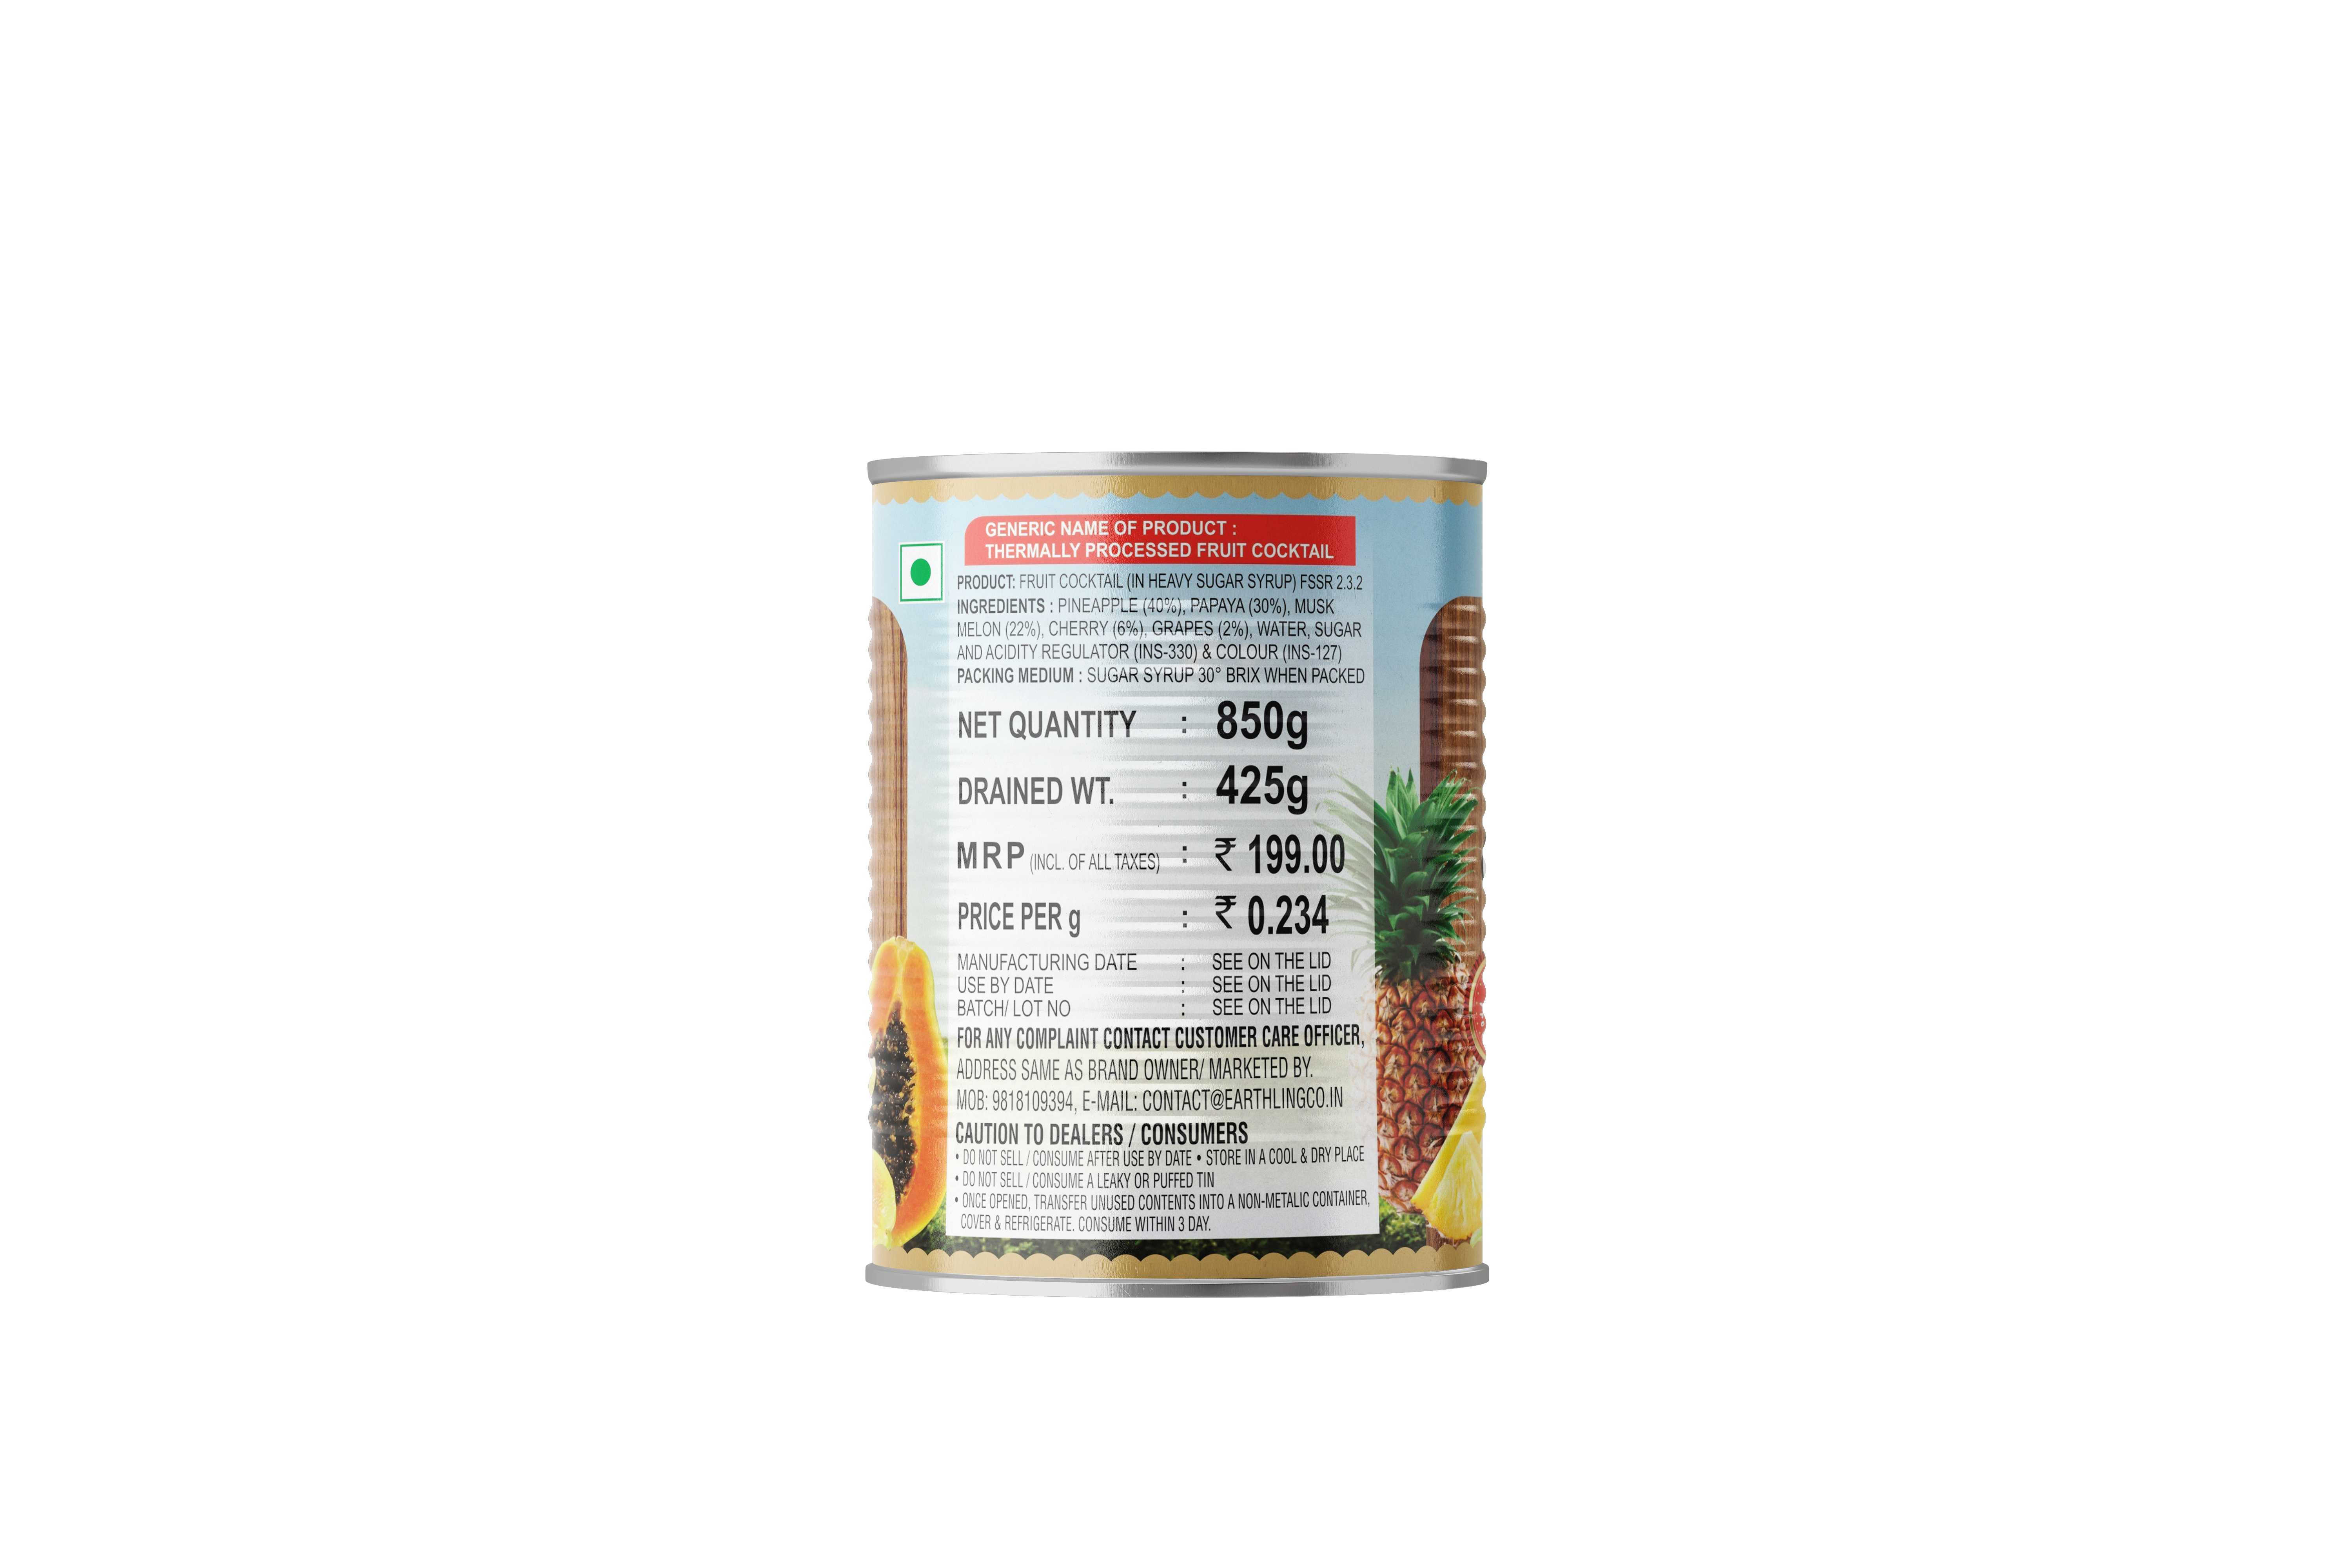 GENERIC NAME OF PRODUCT :
THERMALLY PROCESSED FRUIT COCKTAIL
PRODUCT: FRUIT COCKTAIL (IN HEAVY SUGAR SYRUP) FSSR 2.3.2
INGREDIENTS : PINEAPPLE (40%), PAPAYA (30%), MUSK
MELON (22%), CHERRY (6%), GRAPES (2%), WATER, SUGAR
AND ACIDITY REGULATOR (INS-330) & COLOUR (INS-127)
PACKING MEDIUM : SUGAR SYRUP 30° BRIX WHEN PACKED
NET QUANTITY : 850g
DRAINED WT. : 425g
MRP (INCL. OF ALL TAXES) : ₹ 199.00
PRICE PER g : ₹ 0.234
MANUFACTURING DATE : SEE ON THE LID
USE BY DATE : SEE ON THE LID
BATCH/ LOT NO : SEE ON THE LID
FOR ANY COMPLAINT CONTACT CUSTOMER CARE OFFICER,
ADDRESS SAME AS BRAND OWNER/ MARKETED BY.
MOB: 9818109394, E-MAIL: CONTACT@EARTHLINGCO.IN
CAUTION TO DEALERS / CONSUMERS
• DO NOT SELL / CONSUME AFTER USE BY DATE • STORE IN A COOL & DRY PLACE
• DO NOT SELL / CONSUME A LEAKY OR PUFFED TIN
• ONCE OPENED, TRANSFER UNUSED CONTENTS INTO A NON-METALIC CONTAINER,
COVER & REFRIGERATE. CONSUME WITHIN 3 DAY.